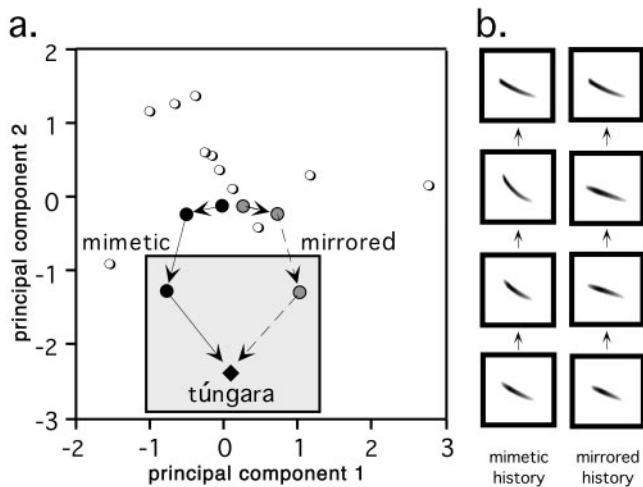 a.
b.
2
1
0
-1
-2
-3
principal component 2
mimetic
mirrored
túngara
-2
-1
0
1
2
3
principal component 1
mimetic
history
mirrored
history